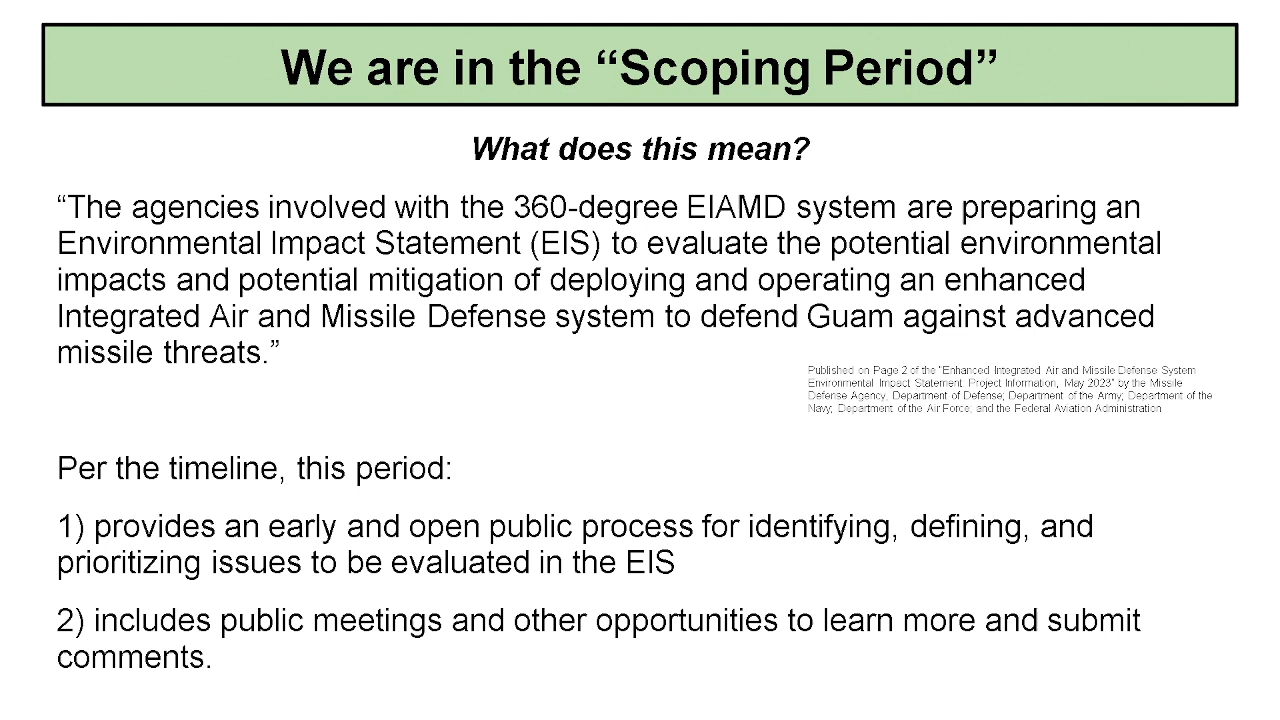 We are in the “Scoping Period”
What does this mean?
“The agencies involved with the 360-degree EIAMD system are preparing an
Environmental Impact Statement (EIS) to evaluate the potential environmental
impacts and potential mitigation of deploying and operating an enhanced
Integrated Air and Missile Defense system to defend Guam against advanced
missile threats.”
Published on Page 2 of the “Enhanced Integrated Air and Missile Defense System
Environmental Impact Statement: Project Information, May 2023” by the Missile
Defense Agency, Department of Defense; Department of the Army; Department of the
Navy; Department of the Air Force; and the Federal Aviation Administration
Per the timeline, this period:
1) provides an early and open public process for identifying, defining, and
prioritizing issues to be evaluated in the EIS
2) includes public meetings and other opportunities to learn more and submit
comments.